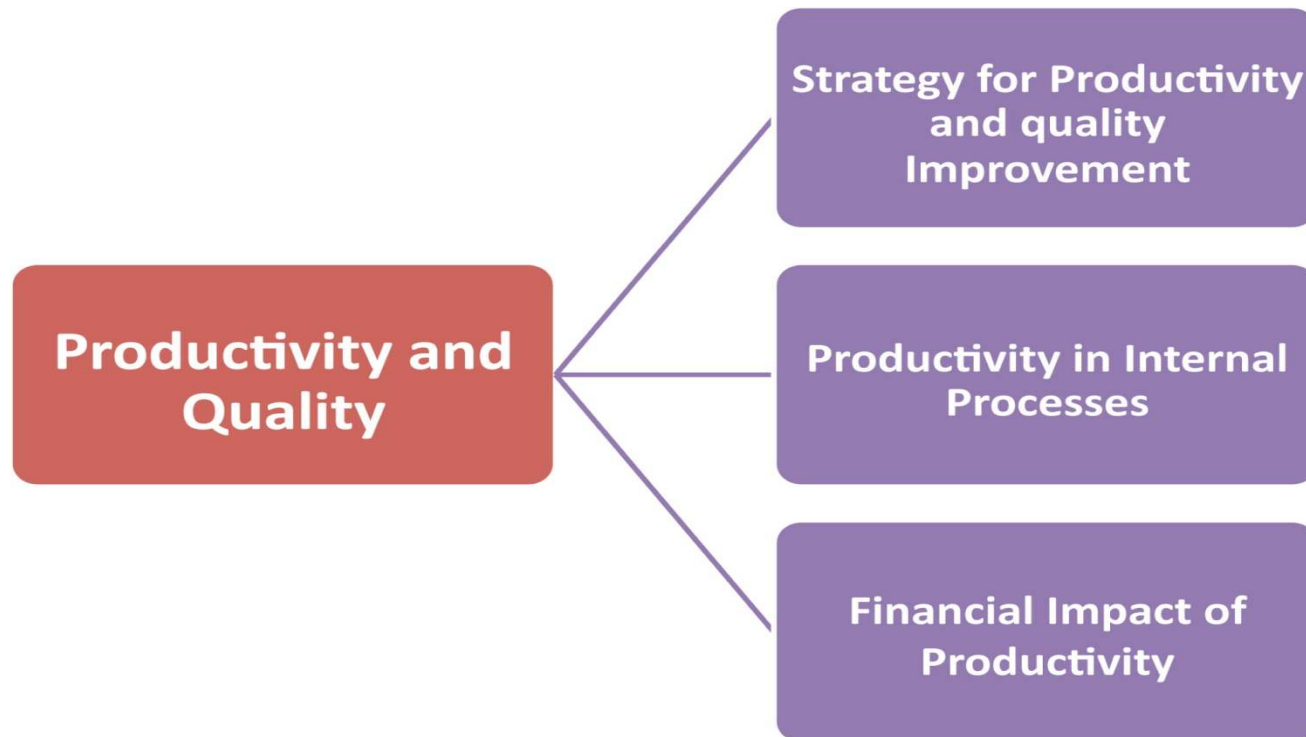 Strategy for Productivity
and quality
Improvement
Productivity and
Quality
Productivity in Internal
Processes
Financial Impact of
Productivity